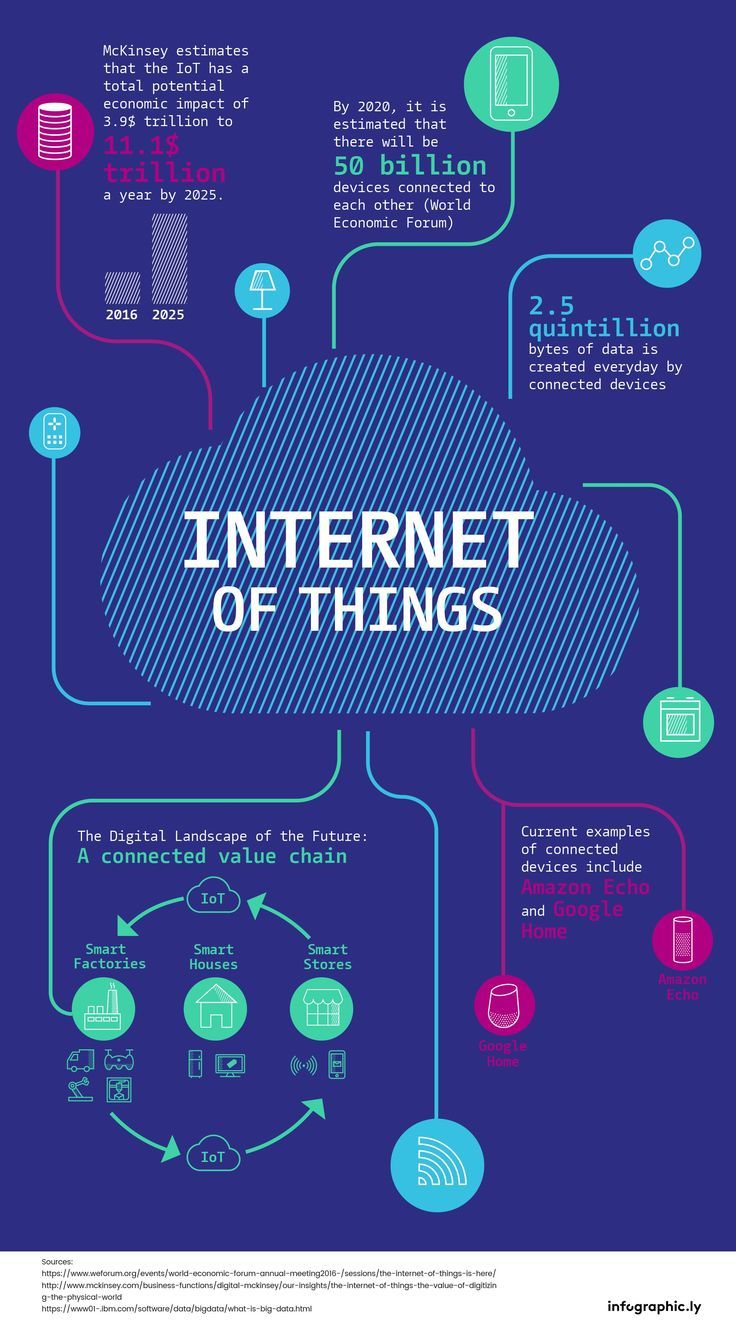 McKinsey estimates
that the IoT has a
total potential
economic impact of
3.9$ trillion to
11.1$
trillion
a year by 2025.
2016 2025
By 2020, it is
estimated that
there will be
50 billion
devices connected to
each other (World
Economic Forum)
2.5
quintillion
bytes of data is
created everyday by
connected devices
INTERNET
OF THINGS
The Digital Landscape of the Future:
A connected value chain
IoT
Smart
Factories
Smart
Houses
Smart
Stores
IoT
Current examples
of connected
devices include
Amazon Echo
and Google
Home
Amazon
Echo
Google
Home
Sources:
https://www.weforum.org/events/world-economic-forum-annual-meeting2016-/sessions/the-internet-of-things-is-here/
http://www.mckinsey.com/business-functions/digital-mckinsey/our-insights/the-internet-of-things-the-value-of-digitizin
g-the-physical-world
https://www01-.ibm.com/software/data/bigdata/what-is-big-data.html
infographic.ly